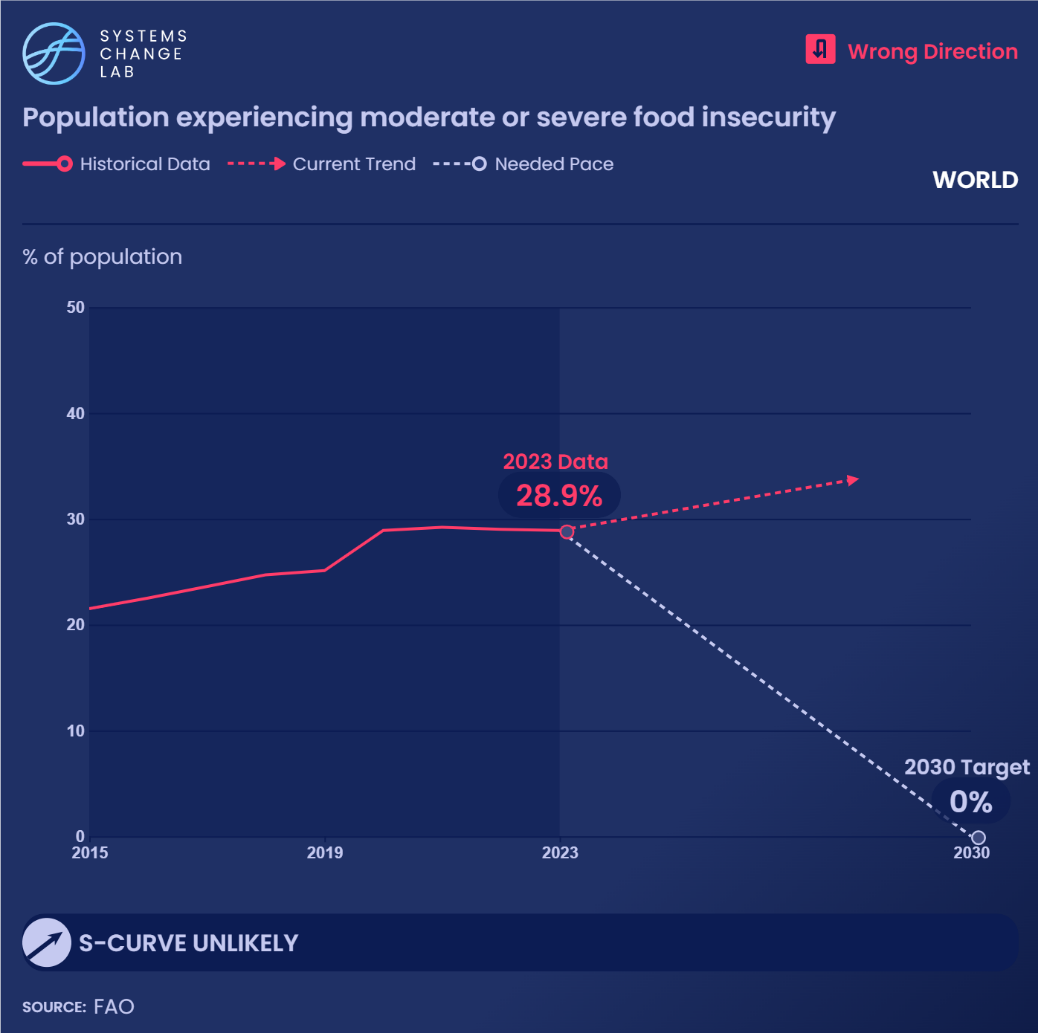 SYSTEMS
CHANGE
LAB
Wrong Direction
Population experiencing moderate or severe food insecurity
Historical Data Current Trend Needed Pace
WORLD
% of population
50
40
2023 Data
28.9%
30
20
10
2030 Target
0%
0
2015 2019 2023 2030
S-CURVE UNLIKELY
SOURCE: FAO